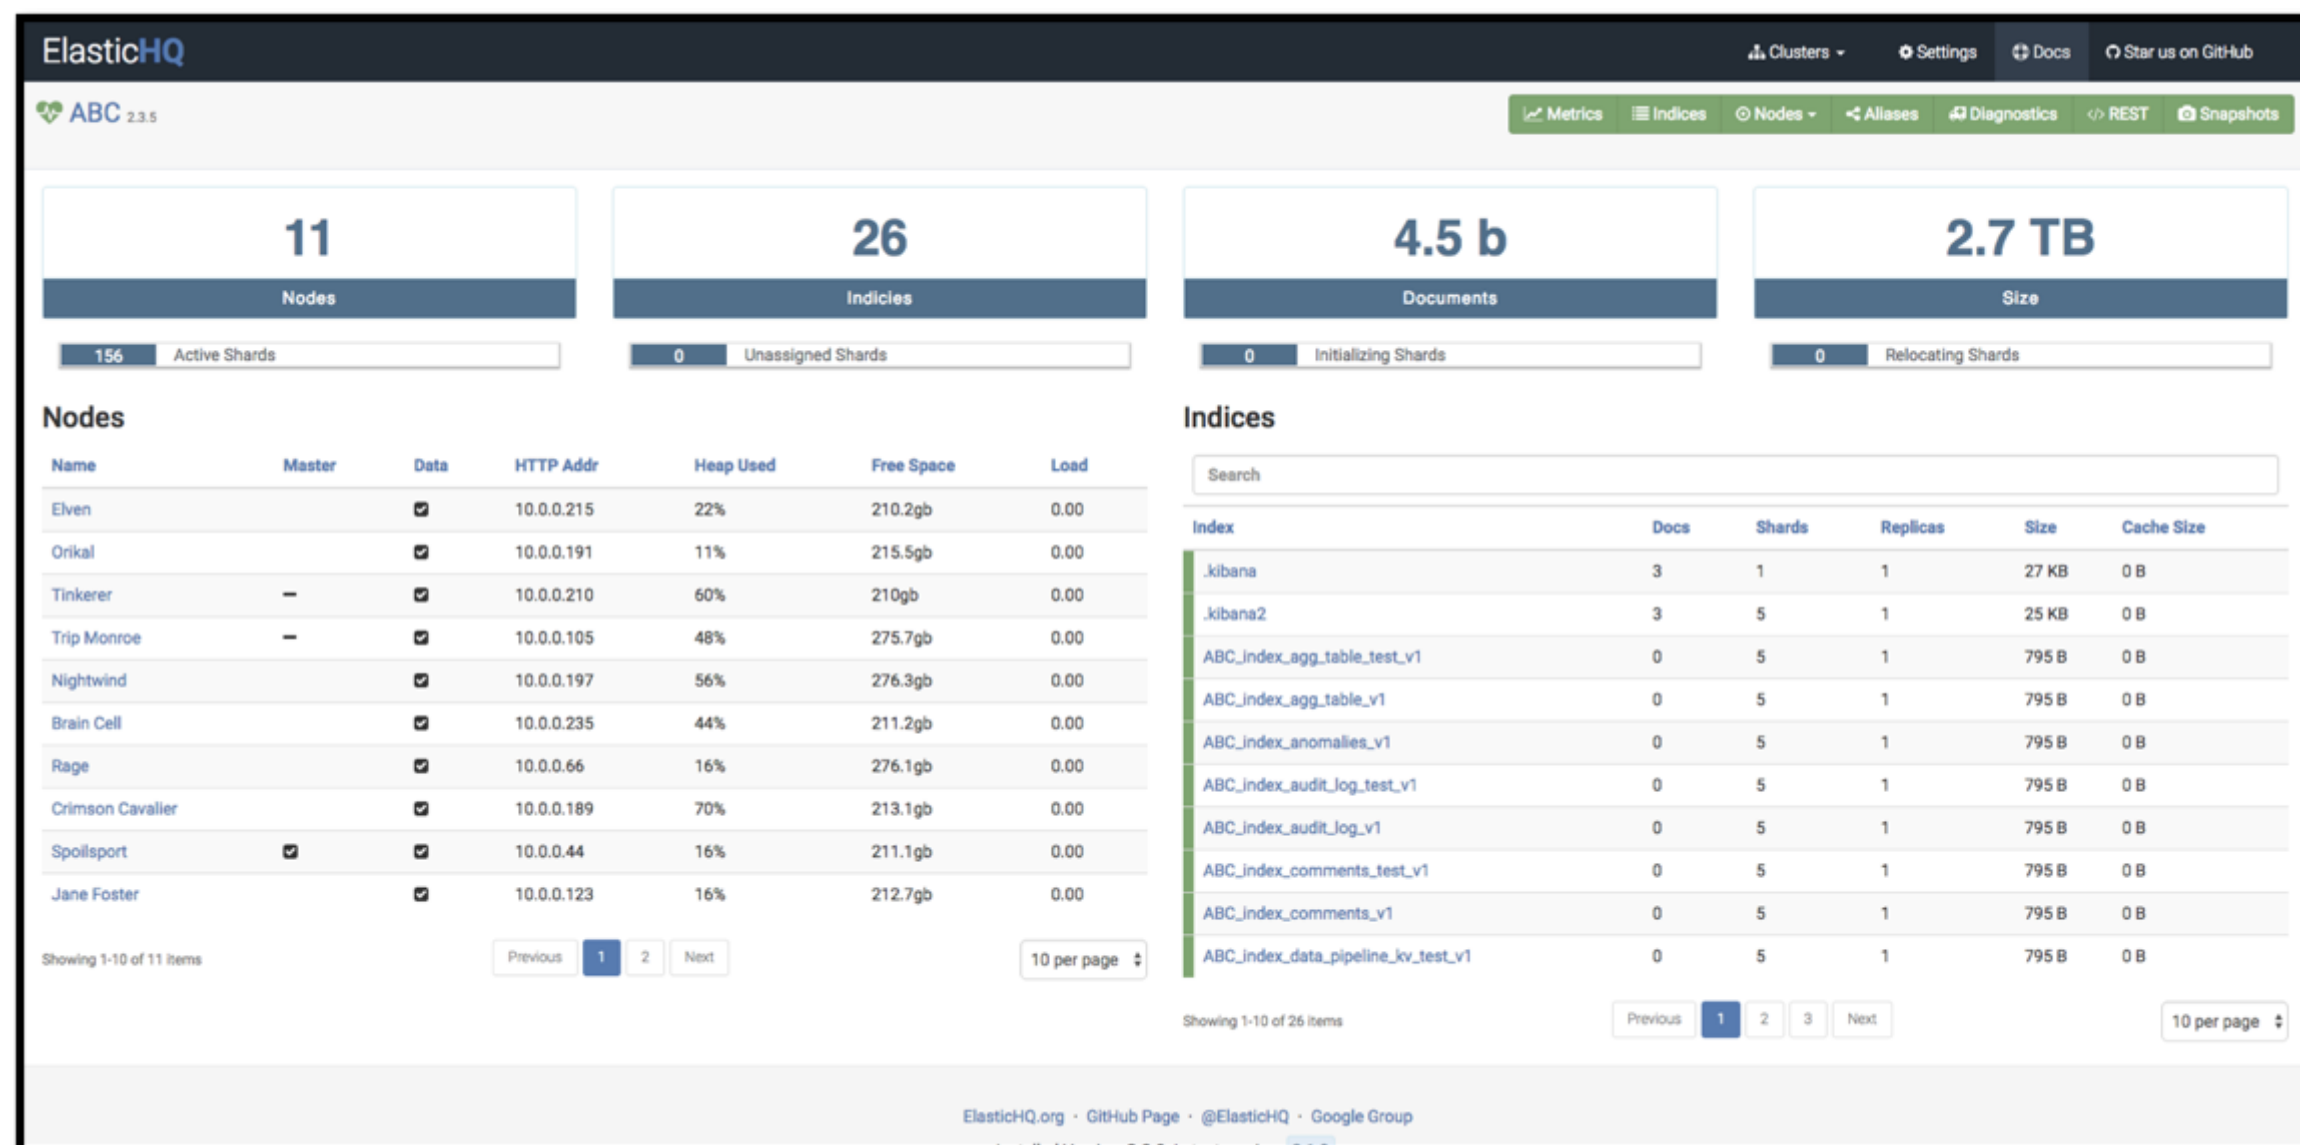 ElasticHQ
Clusters Settings Docs Star us on GitHub
ABC 2.3.5
Metrics Indices Nodes Aliases Diagnostics REST Snapshots
11 26 4.5 b 2.7 TB
Nodes Indicies Documents Size
156 Active Shards 0 Unassigned Shards 0 Initializing Shards 0 Relocating Shards
Nodes
Name Master Data HTTP Addr Heap Used Free Space Load
Elven 10.0.0.215 22% 210.2gb 0.00
Orikal 10.0.0.191 11% 215.5gb 0.00
Tinkerer 10.0.0.210 60% 210gb 0.00
Trip Monroe 10.0.0.105 48% 275.7gb 0.00
Nightwind 10.0.0.197 56% 276.3gb 0.00
Brain Cell 10.0.0.235 44% 211.2gb 0.00
Rage 10.0.0.66 16% 276.1gb 0.00
Crimson Cavalier 10.0.0.189 70% 213.1gb 0.00
Spoilsport 10.0.0.44 16% 211.1gb 0.00
Jane Foster 10.0.0.123 16% 212.7gb 0.00
Showing 1-10 of 11 items Previous 1 2 Next 10 per page
Indices
Search
Index Docs Shards Replicas Size Cache Size
.kibana 3 1 1 27 KB 0 B
.kibana2 3 5 1 25 KB 0 B
ABC_index_agg_table_test_v1 0 5 1 795 B 0 B
ABC_index_agg_table_v1 0 5 1 795 B 0 B
ABC_index_anomalies_v1 0 5 1 795 B 0 B
ABC_index_audit_log_test_v1 0 5 1 795 B 0 B
ABC_index_audit_log_v1 0 5 1 795 B 0 B
ABC_index_comments_test_v1 0 5 1 795 B 0 B
ABC_index_comments_v1 0 5 1 795 B 0 B
ABC_index_data_pipeline_kv_test_v1 0 5 1 795 B 0 B
Showing 1-10 of 26 items Previous 1 2 3 Next 10 per page
ElasticHQ.org · GitHub Page · @ElasticHQ · Google Group